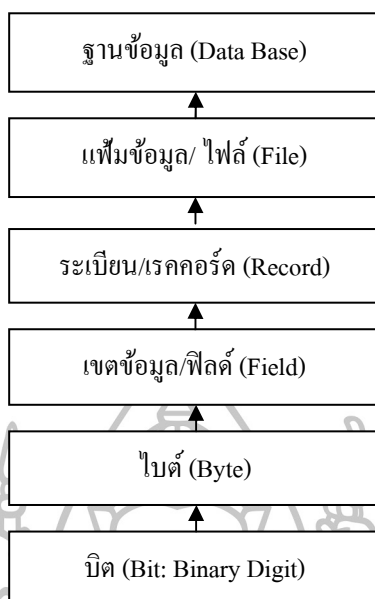 ฐานข้อมูล (Data Base)
แฟ้มข้อมูล/ ไฟล์ (File)
ระเบียน/เรคคอร์ด (Record)
เขตข้อมูล/ฟิลด์ (Field)
ไบต์ (Byte)
บิต (Bit: Binary Digit)